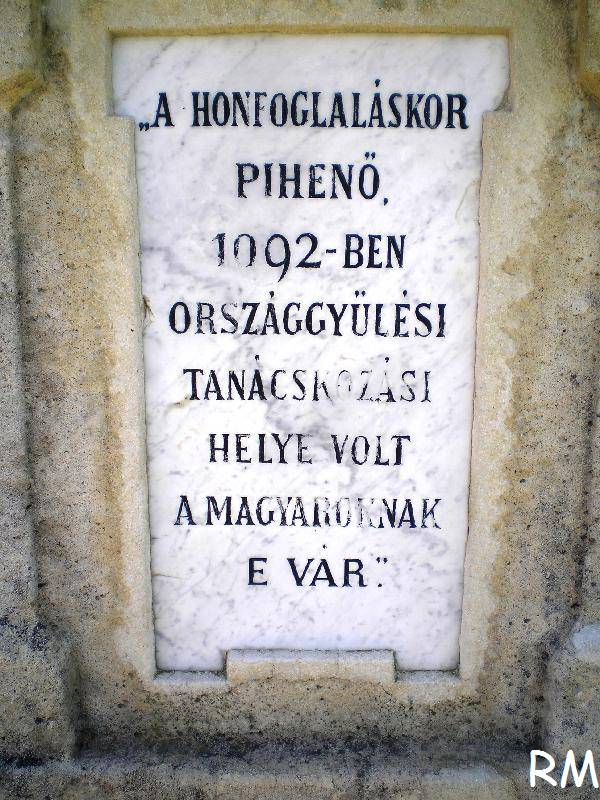 „A HONFOGLALÁSKOR
PIHENŐ,
1092-BEN
ORSZÁGGYÜLÉSI
TANÁCSKOZÁSI
HELYE VOLT
A MAGYAROKNAK
E VÁR."
RM